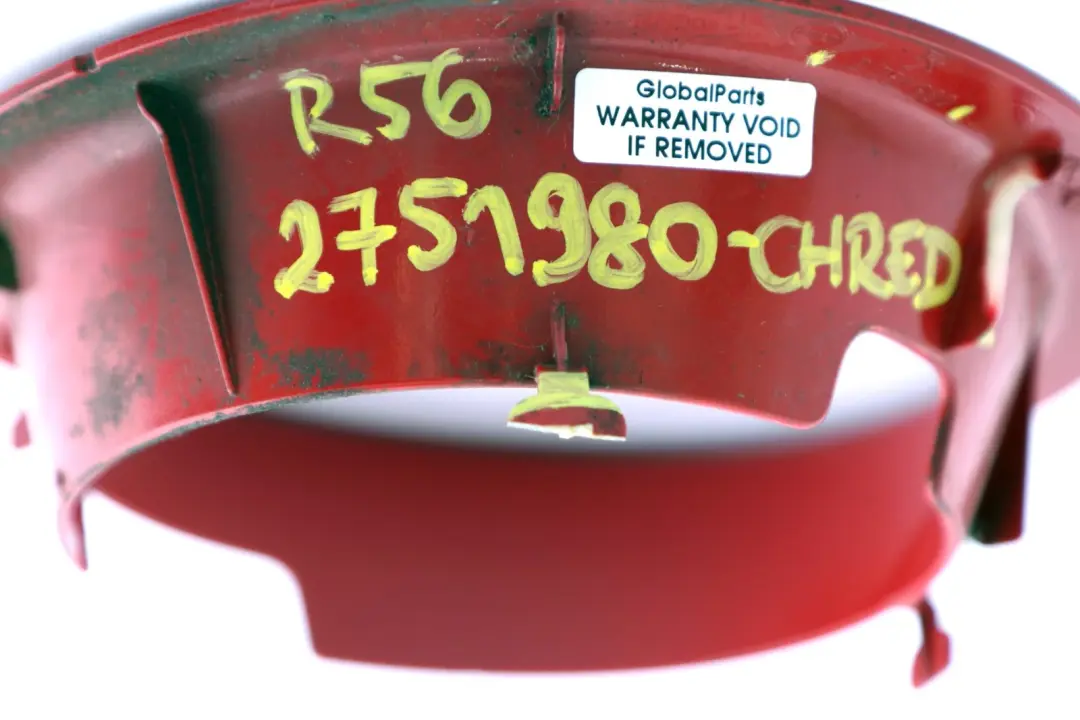 R56
GlobalParts
WARRANTY VOID
IF REMOVED
2751980-CHRED